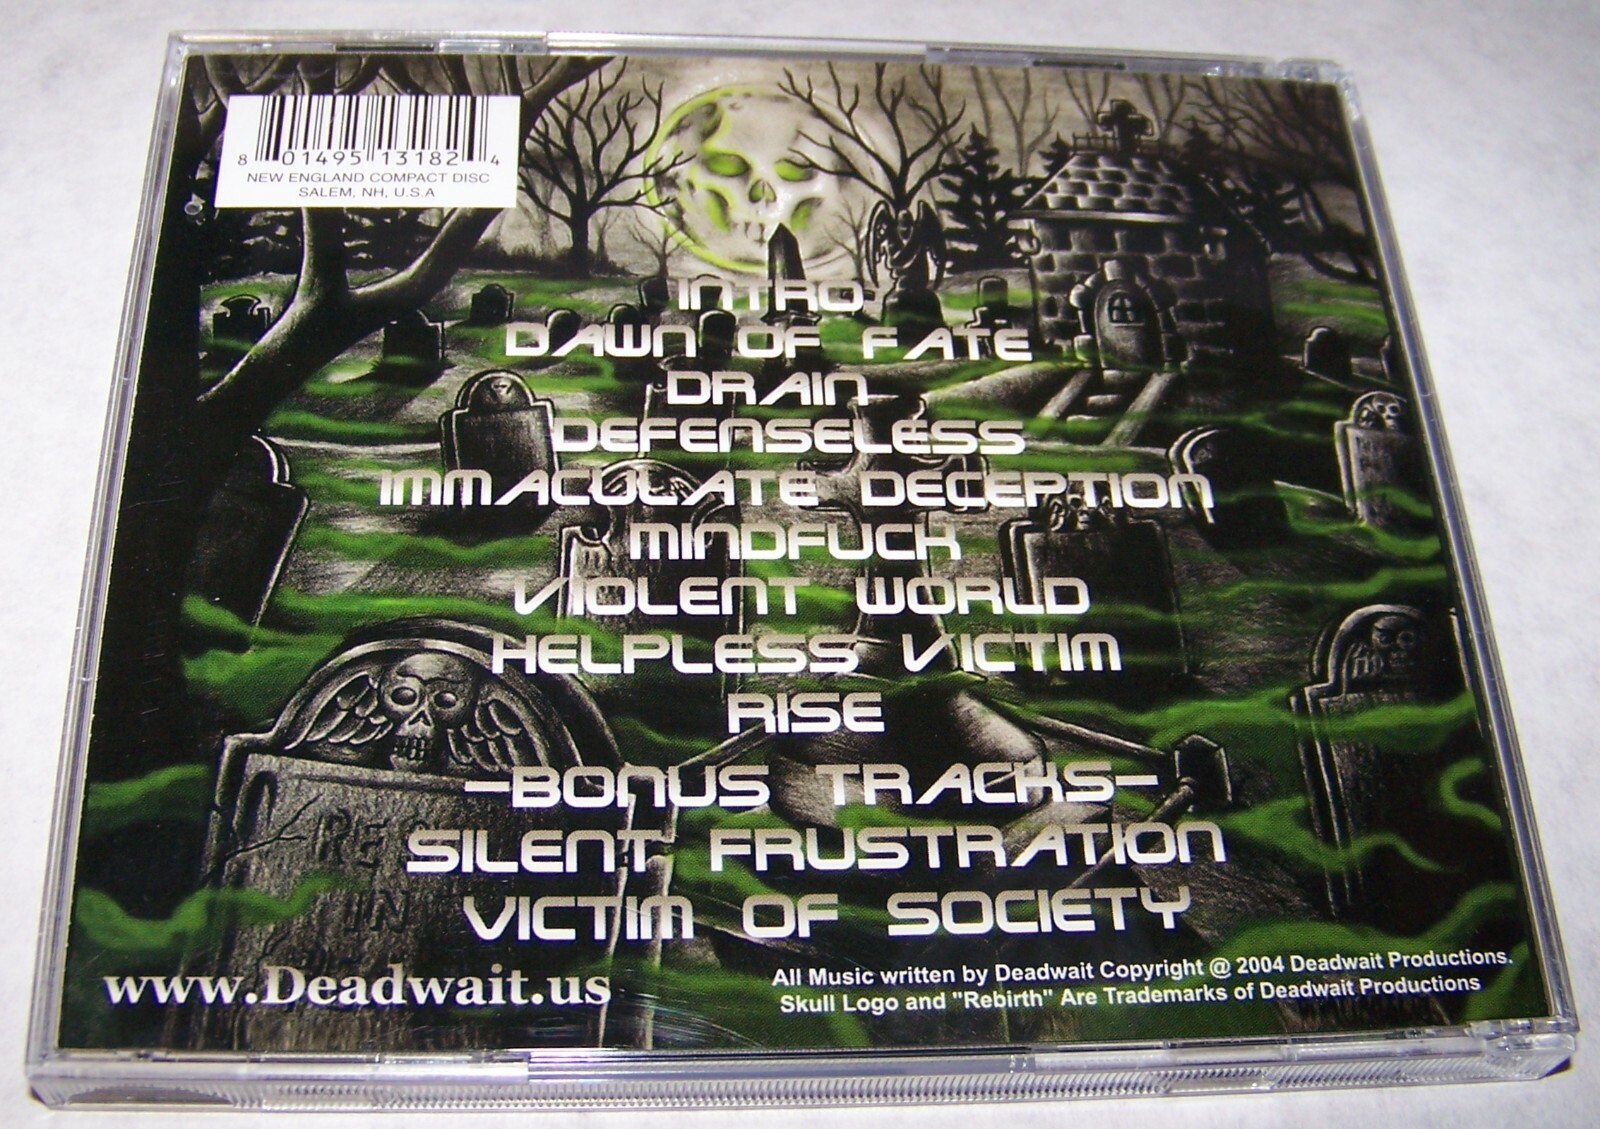 8 01495 13182 4
NEW ENGLAND COMPACT DISC
SALEM, NH, U.S.A
INTRO
DAWN OF FATE
DRAIN
DEFENSELESS
IMMACULATE DECEPTION
MINDFUCK
VIOLENT WORLD
HELPLESS VICTIM
RISE
-BONUS TRACKS-
SILENT FRUSTRATION
VICTIM OF SOCIETY
IN
www.Deadwait.us
All Music written by Deadwait Copyright @ 2004 Deadwait Productions.
Skull Logo and "Rebirth" Are Trademarks of Deadwait Productions